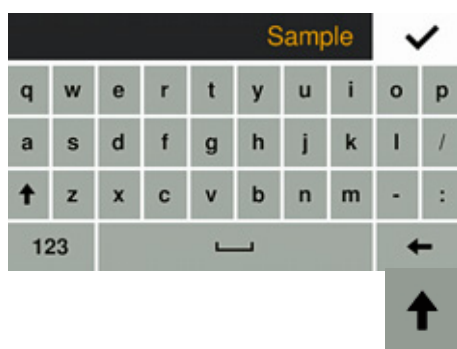 Sample
q w e r t y u i o p
a s d f g h j k l /
z x c v b n m - :
123